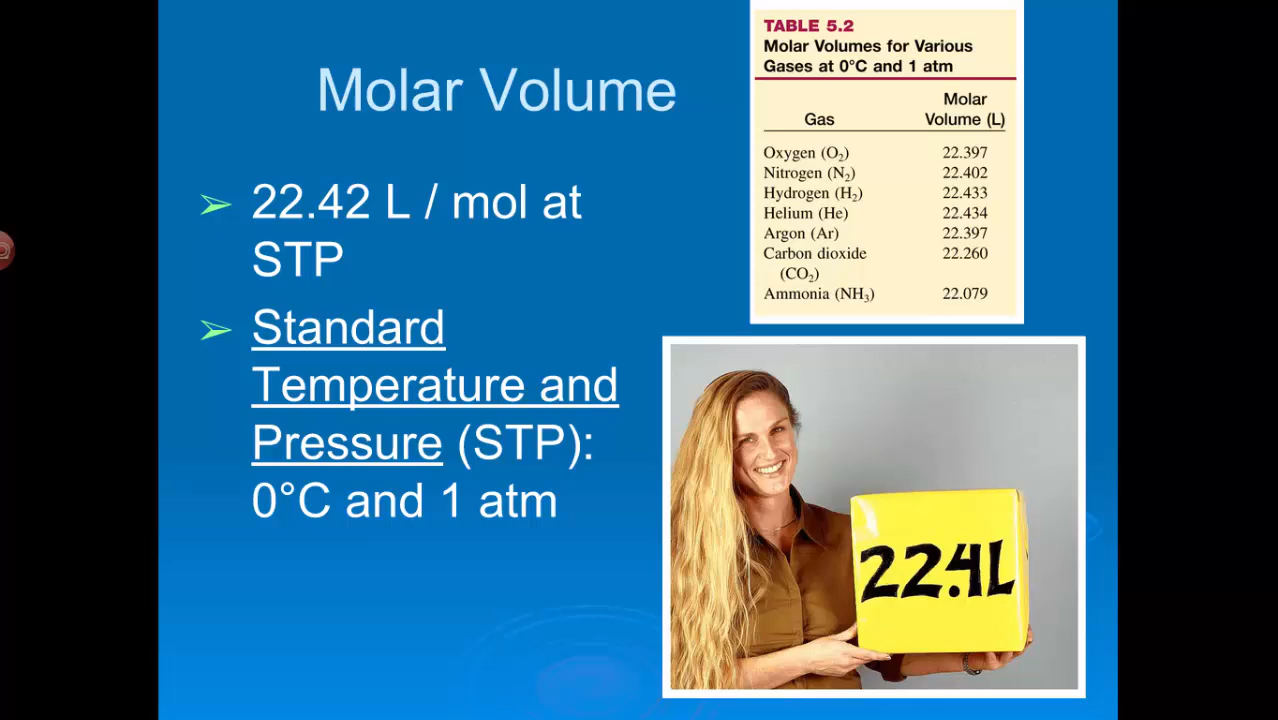 Molar Volume
➢ 22.42 L / mol at
STP
➢ Standard
Temperature and
Pressure (STP):
0°C and 1 atm
TABLE 5.2
Molar Volumes for Various
Gases at 0°C and 1 atm
Molar
Gas Volume (L)
Oxygen (O₂) 22.397
Nitrogen (N₂) 22.402
Hydrogen (H₂) 22.433
Helium (He) 22.434
Argon (Ar) 22.397
Carbon dioxide 22.260
(CO₂)
Ammonia (NH₃) 22.079
22.4L